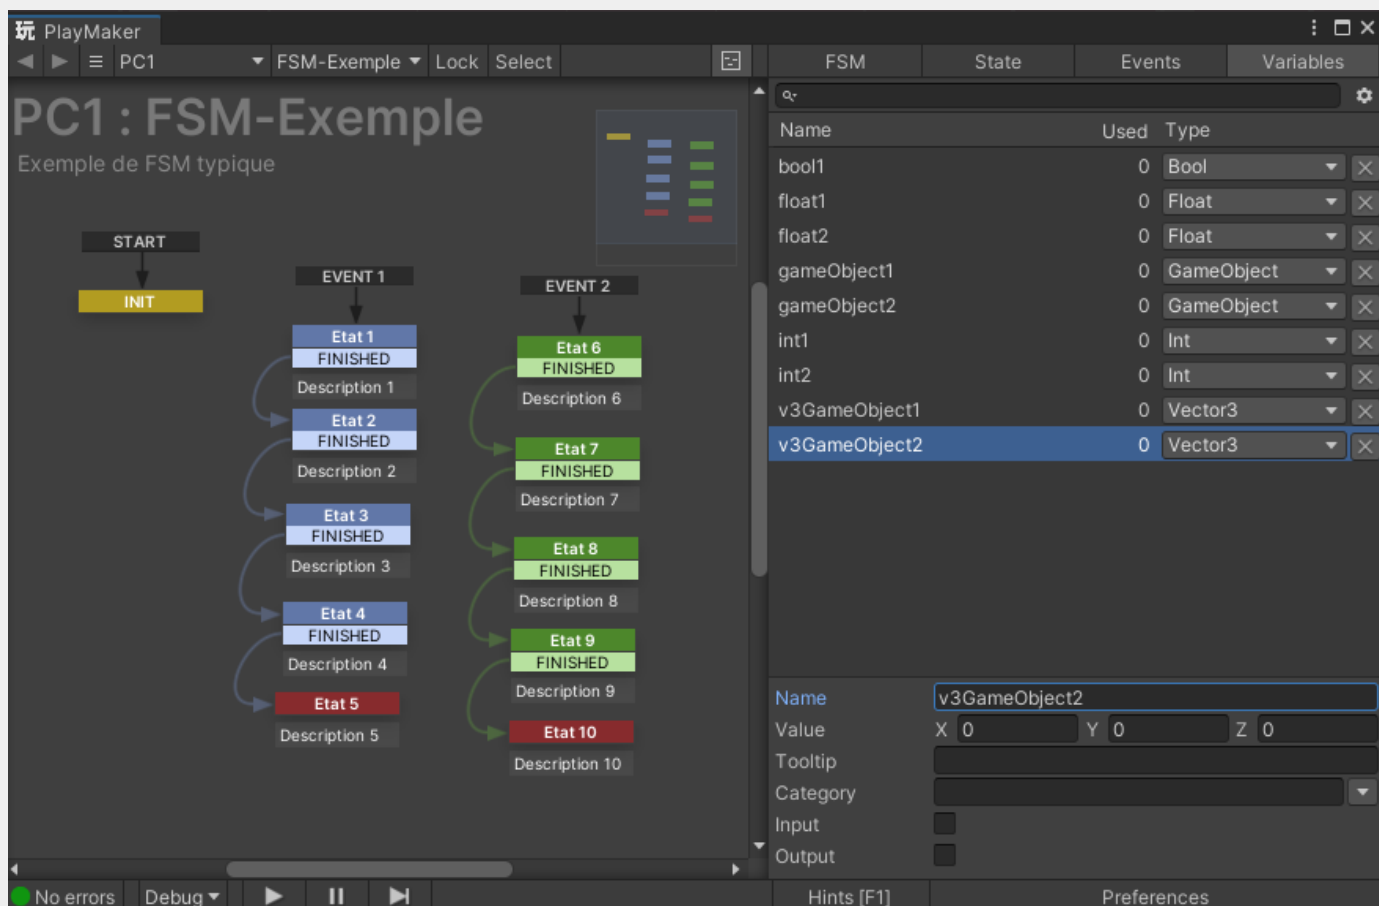 玩 PlayMaker
PC1 FSM-Exemple Lock Select
FSM State Events Variables
PC1 : FSM-Exemple
Exemple de FSM typique
START
INIT
EVENT 1
Etat 1
FINISHED
Description 1
Etat 2
FINISHED
Description 2
Etat 3
FINISHED
Description 3
Etat 4
FINISHED
Description 4
Etat 5
Description 5
EVENT 2
Etat 6
FINISHED
Description 6
Etat 7
FINISHED
Description 7
Etat 8
FINISHED
Description 8
Etat 9
FINISHED
Description 9
Etat 10
Description 10
Name Used Type
bool1 0 Bool
float1 0 Float
float2 0 Float
gameObject1 0 GameObject
gameObject2 0 GameObject
int1 0 Int
int2 0 Int
v3GameObject1 0 Vector3
v3GameObject2 0 Vector3
Name v3GameObject2
Value X 0 Y 0 Z 0
Tooltip
Category
Input
Output
No errors Debug Hints [F1] Preferences